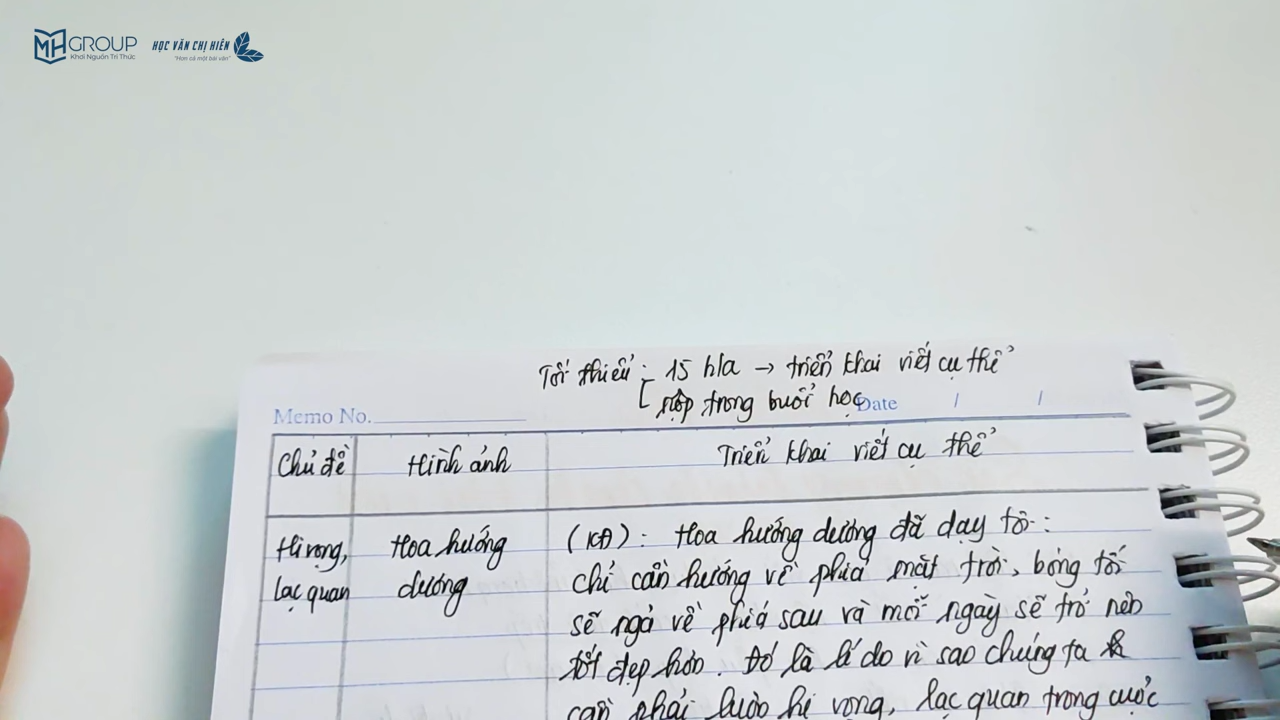 MH GROUP
Khơi Nguồn Tri Thức
HỌC VĂN CHỊ HIÊN
"Hơn cả một bài văn"
Tối thiểu: 15 h/a → triển khai viết cụ thể
nộp trong buổi học
Memo No.
Date / /
Chủ đề
Hình ảnh
Triển khai viết cụ thể
Hi vọng, lạc quan
Hoa hướng dương
(KĐ): Hoa hướng dương đã dạy tôi:
chỉ cần hướng về phía mặt trời, bóng tối
sẽ ngả về phía sau và mỗi ngày sẽ trở nên
tốt đẹp hơn. Đó là lí do vì sao chúng ta
cần phải luôn hi vọng, lạc quan trong cuộc